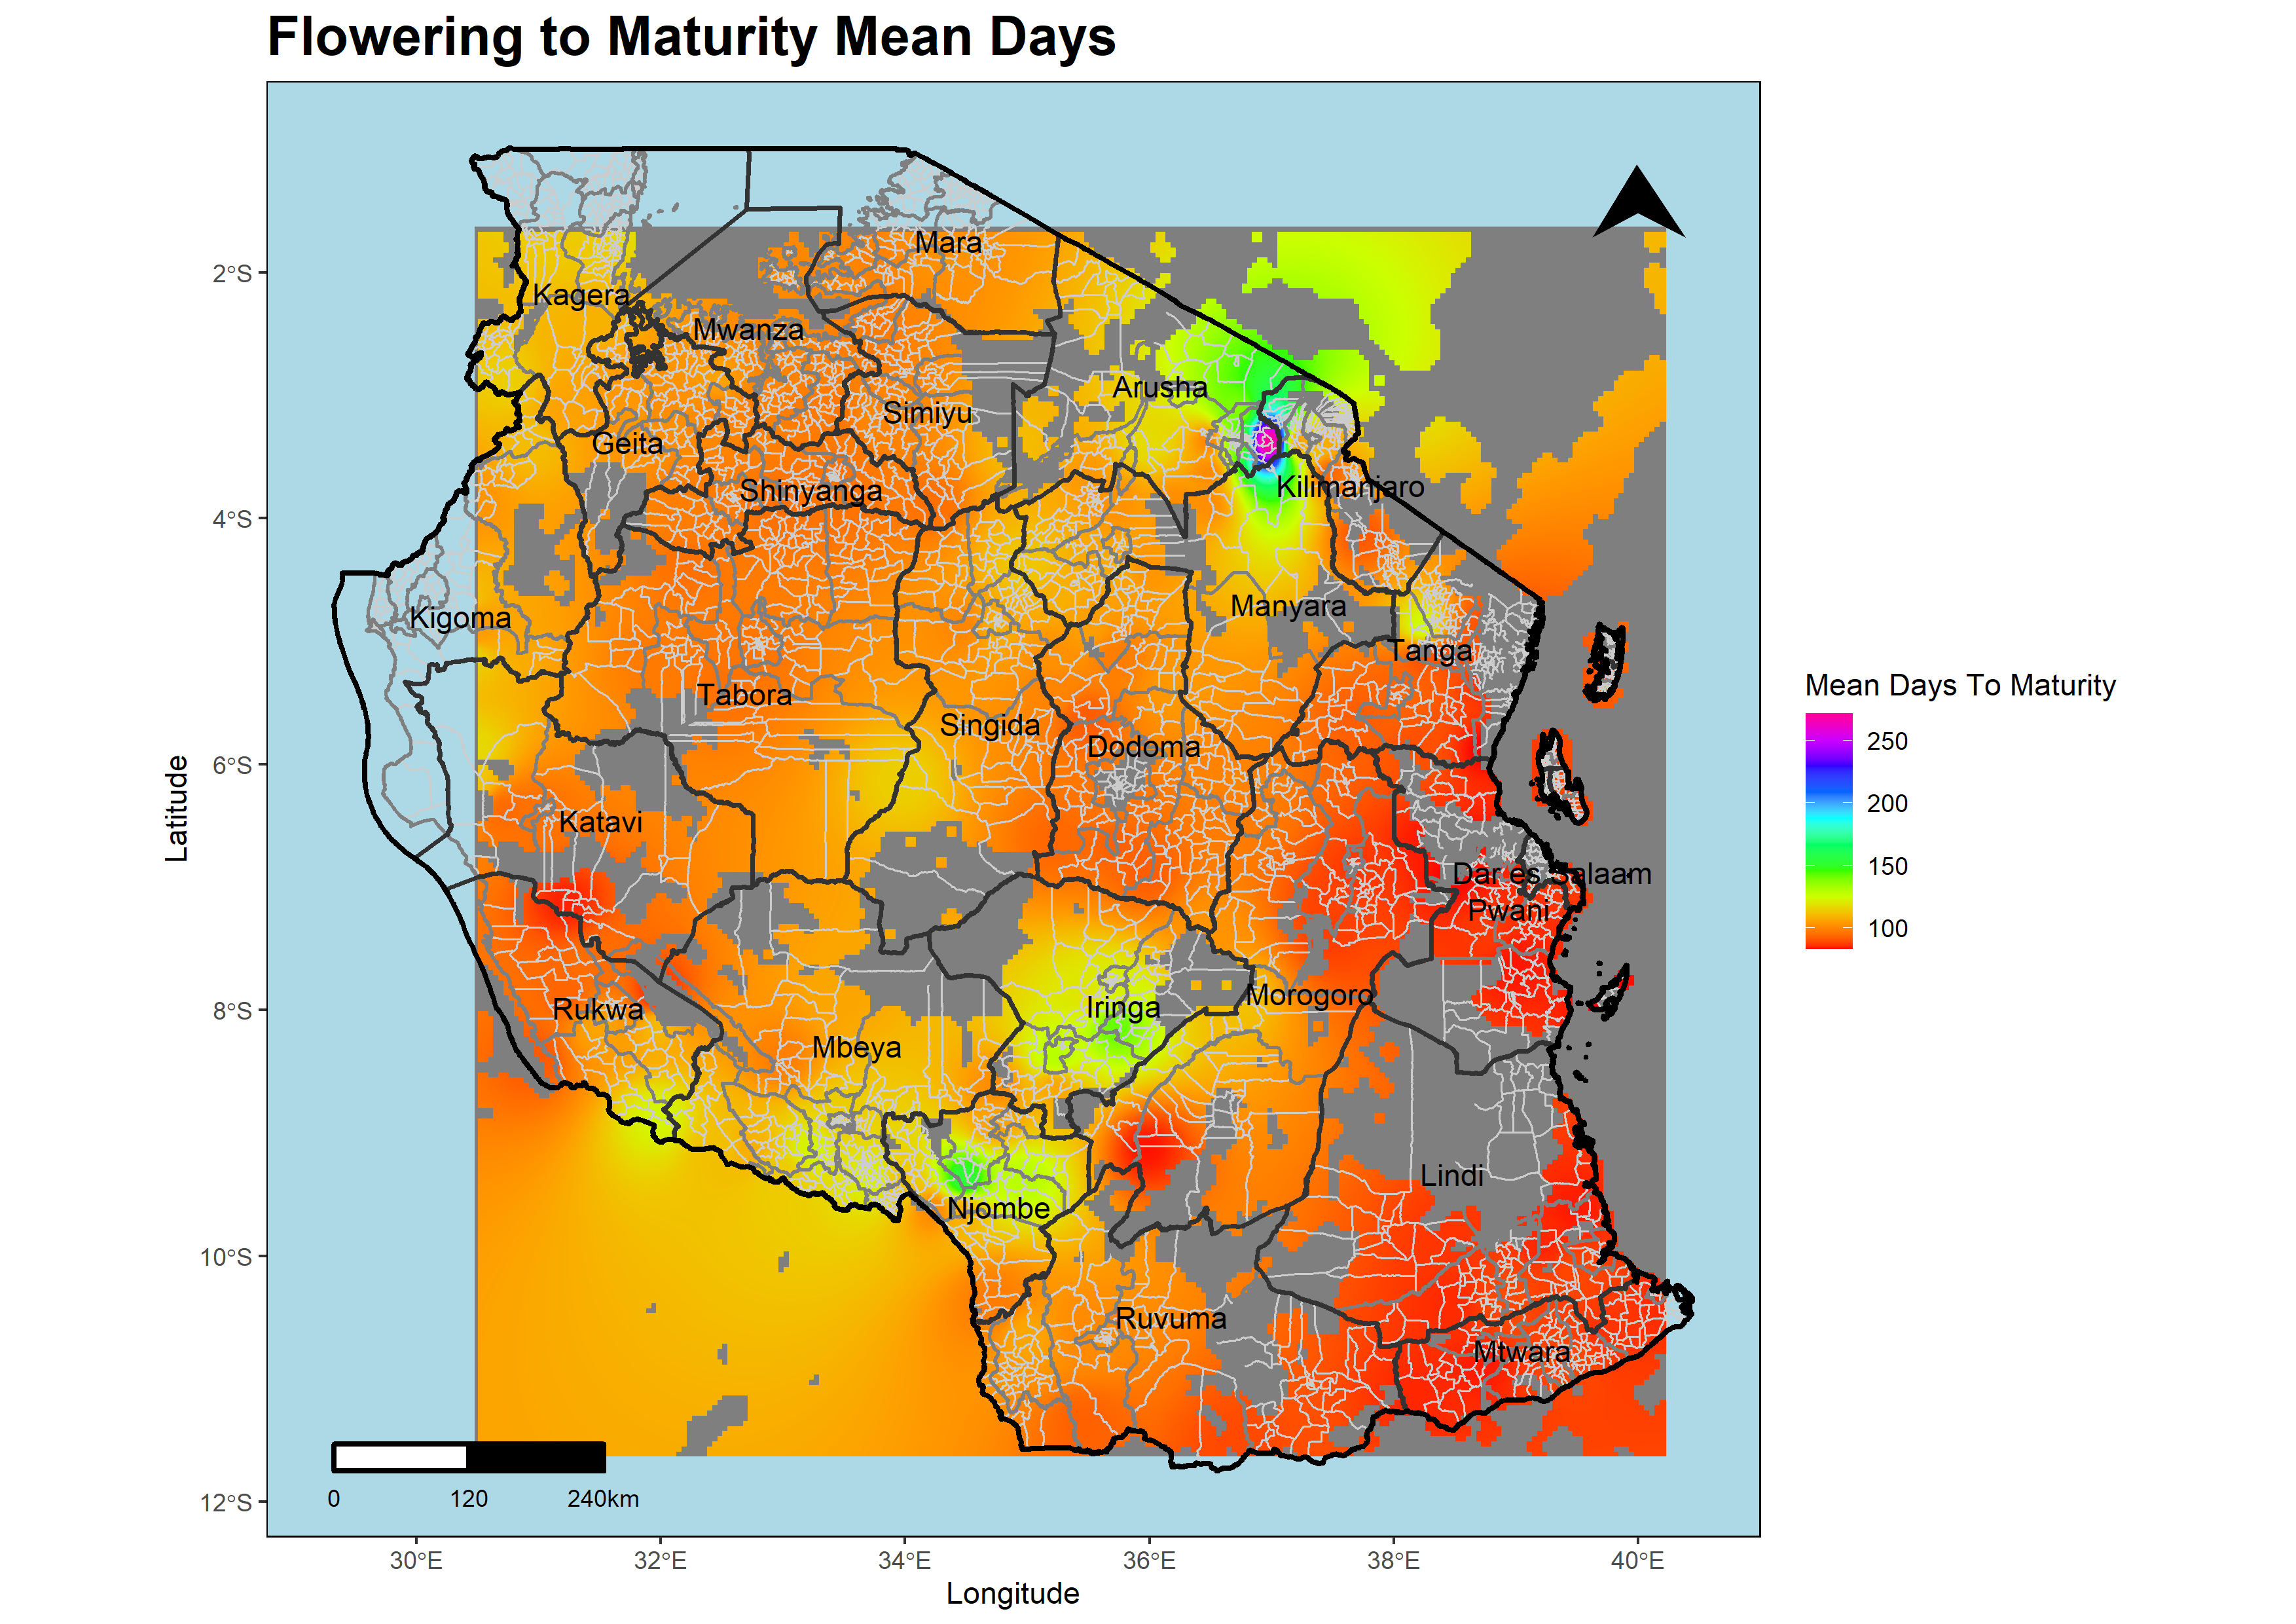 Flowering to Maturity Mean Days
Mara
2°S
Kagera
Mwanza
Arusha
Simiyu
Geita
Shinyanga
Kilimanjaro
4°S
Kigoma
Manyara
Tanga
Mean Days To Maturity
Tabora
Singida
Dodoma
250
6°S
Latitude
200
Katavi
150
Dar es Salaam
Pwani
100
8°S
Rukwa
Iringa
Morogoro
Mbeya
Lindi
Njombe
10°S
Ruvuma
Mtwara
0 120 240km
12°S
30°E 32°E 34°E 36°E 38°E 40°E
Longitude